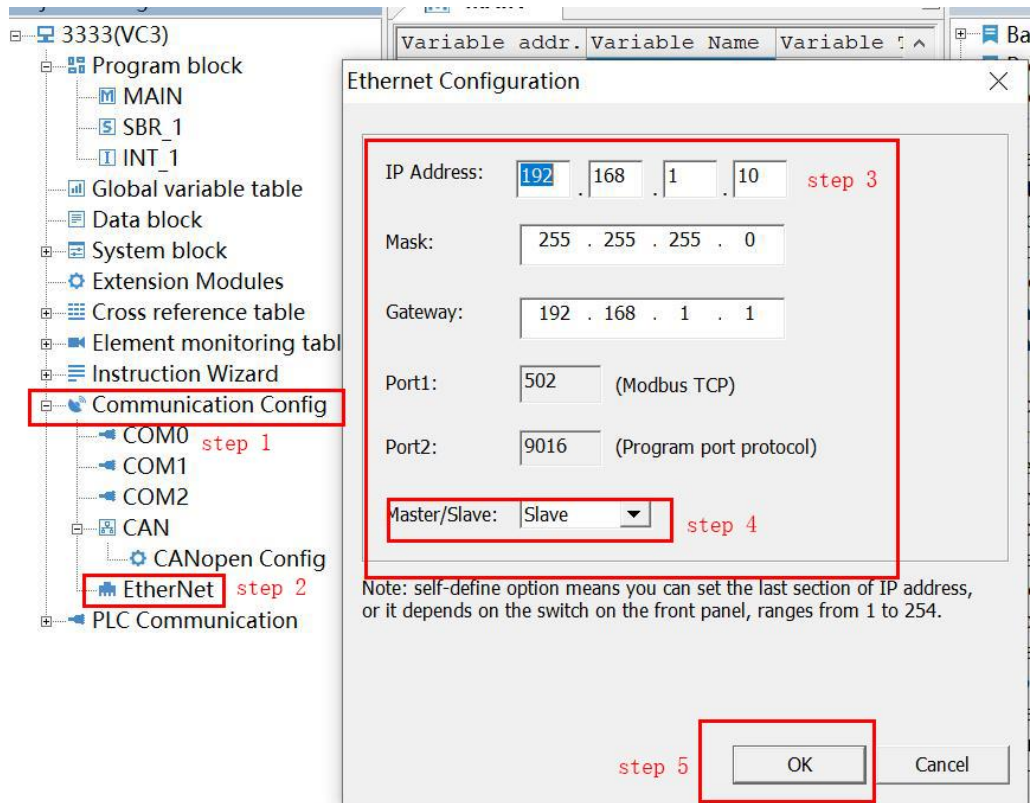 3333(VC3)
Program block
MAIN
SBR_1
INT_1
Global variable table
Data block
System block
Extension Modules
Cross reference table
Element monitoring tabl
Instruction Wizard
Communication Config
COM0 step 1
COM1
COM2
CAN
CANopen Config
EtherNet step 2
PLC Communication
Variable addr. Variable Name Variable
Ba
Ethernet Configuration
IP Address: 192 . 168 . 1 . 10 step 3
Mask: 255 . 255 . 255 . 0
Gateway: 192 . 168 . 1 . 1
Port1: 502 (Modbus TCP)
Port2: 9016 (Program port protocol)
Master/Slave: Slave step 4
Note: self-define option means you can set the last section of IP address,
or it depends on the switch on the front panel, ranges from 1 to 254.
step 5 OK Cancel